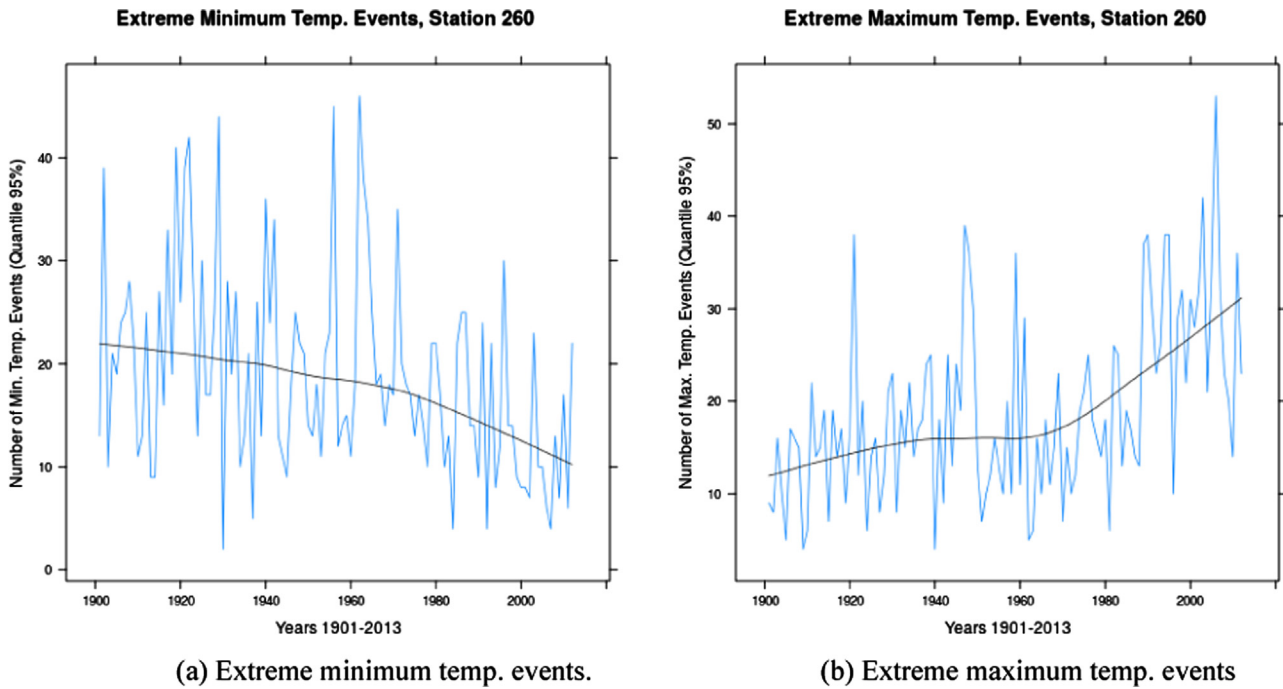 Extreme Minimum Temp. Events, Station 260
Number of Min. Temp. Events (Quantile 95%)
40
30
20
10
0
1900 1920 1940 1960 1980 2000
Years 1901-2013
(a) Extreme minimum temp. events.
Extreme Maximum Temp. Events, Station 260
Number of Max. Temp. Events (Quantile 95%)
50
40
30
20
10
1900 1920 1940 1960 1980 2000
Years 1901-2013
(b) Extreme maximum temp. events